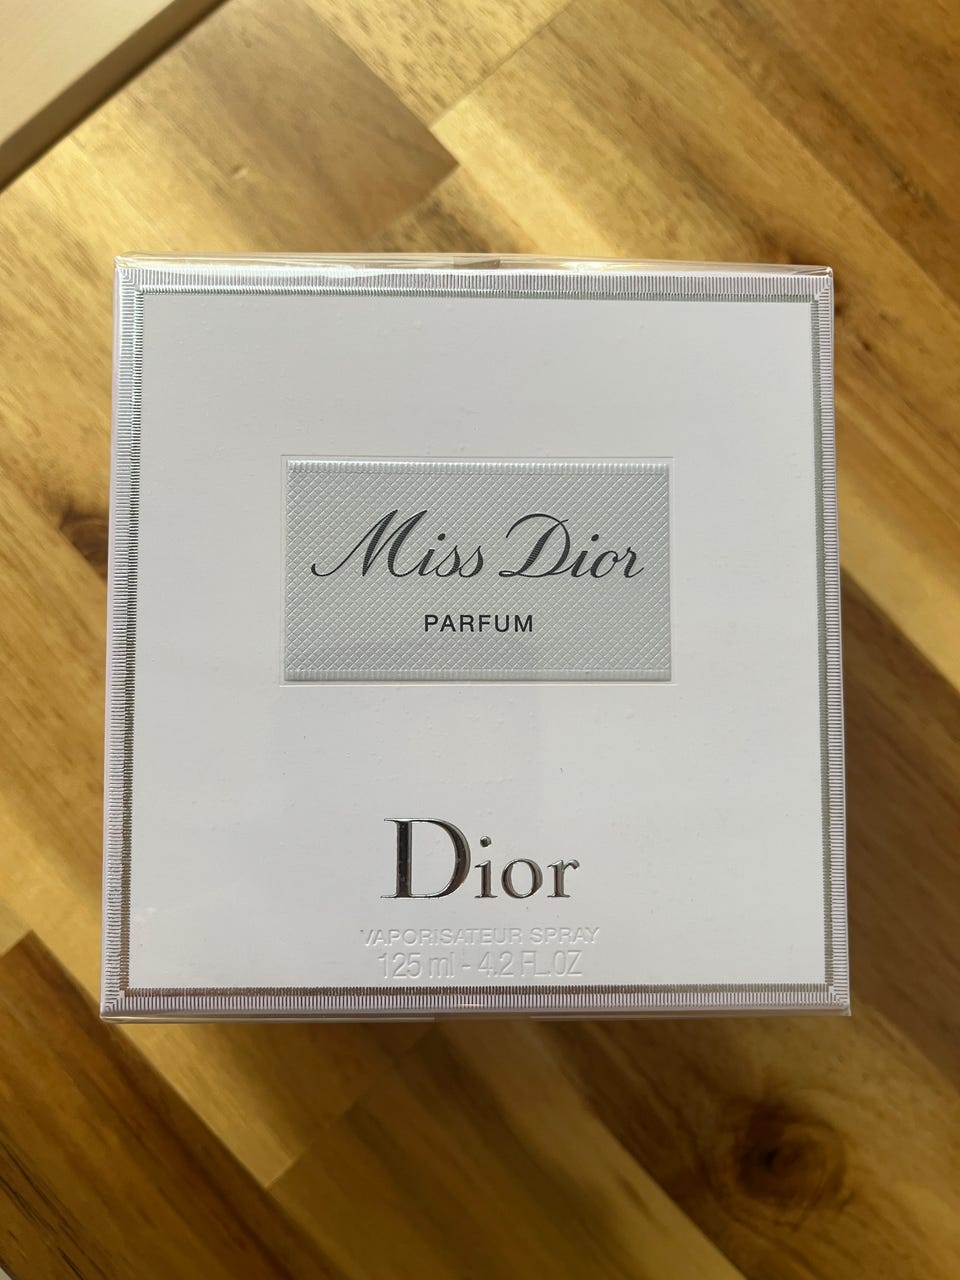 Miss Dior
PARFUM
Dior
VAPORISATEUR SPRAY
125 ml - 4.2 FL.OZ